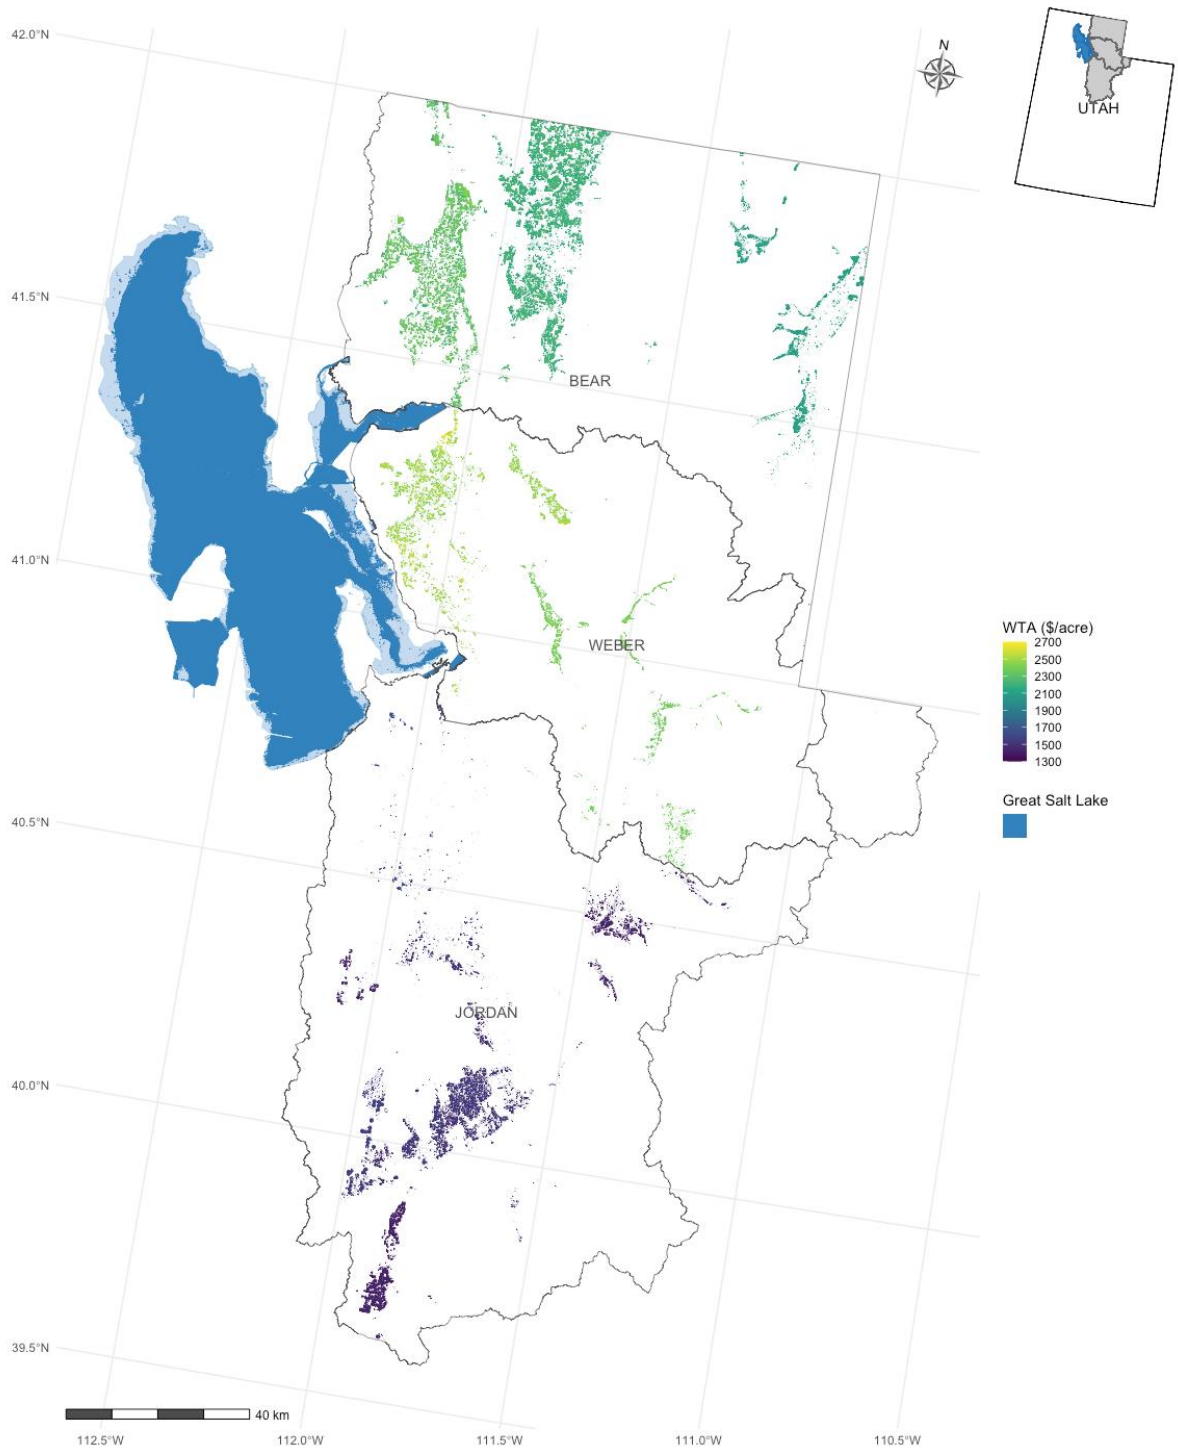 42.0°N
N
UTAH
41.5°N
BEAR
41.0°N
WEBER
WTA ($/acre)
2700
2500
2300
2100
1900
1700
1500
1300
Great Salt Lake
40.5°N
JORDAN
40.0°N
39.5°N
40 km
112.5°W 112.0°W 111.5°W 111.0°W 110.5°W